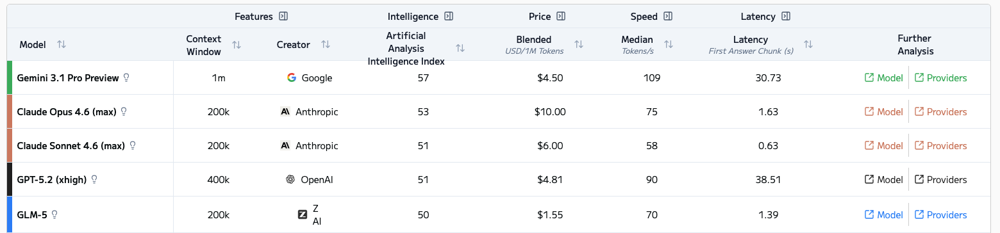 Features Intelligence Price Speed Latency
Model Context Window Creator Artificial Analysis Intelligence Index Blended USD/1M Tokens Median Tokens/s Latency First Answer Chunk (s) Further Analysis
Gemini 3.1 Pro Preview 1m Google 57 $4.50 109 30.73 Model Providers
Claude Opus 4.6 (max) 200k A\ Anthropic 53 $10.00 75 1.63 Model Providers
Claude Sonnet 4.6 (max) 200k A\ Anthropic 51 $6.00 58 0.63 Model Providers
GPT-5.2 (xhigh) 400k OpenAI 51 $4.81 90 38.51 Model Providers
GLM-5 200k Z Z AI 50 $1.55 70 1.39 Model Providers